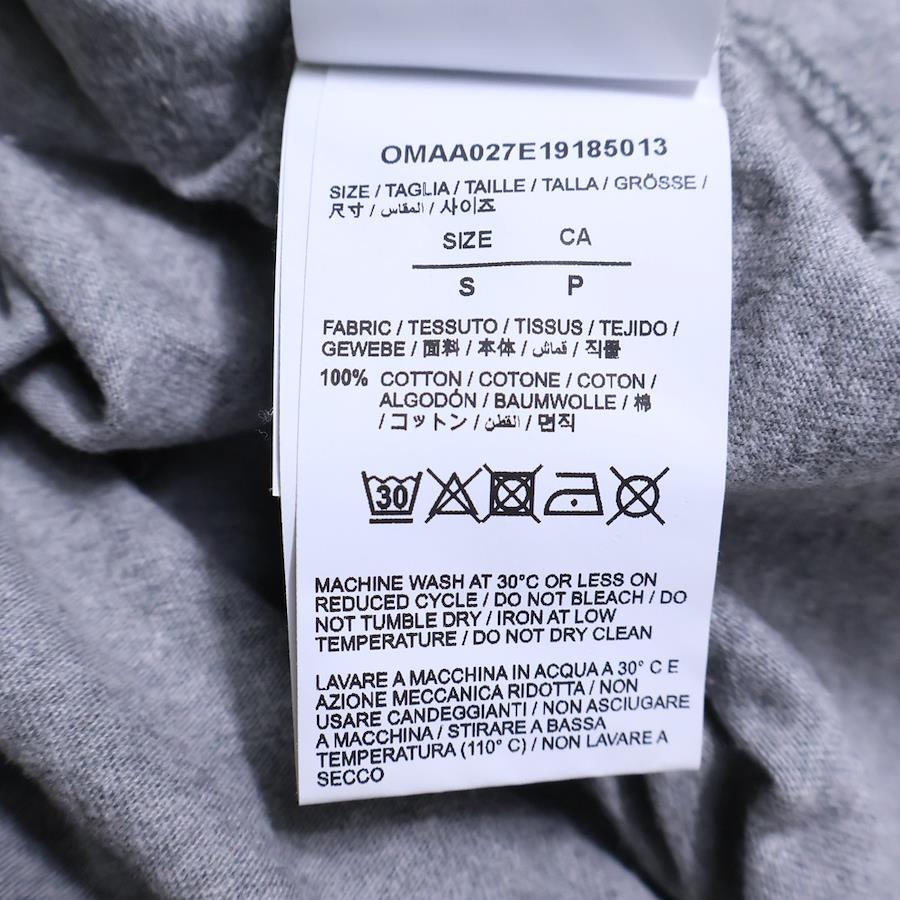 OMAA027E19185013
SIZE / TAGLIA / TAILLE / TALLA / GRÖSSE /
尺寸 / المقاس / 사이즈
SIZE CA
S P
FABRIC / TESSUTO / TISSUS / TEJIDO /
GEWEBE / 面料 / 本体 / قماش / 직물
100% COTTON / COTONE / COTON /
ALGODÓN / BAUMWOLLE / 棉
/ コットン / القطن / 면직
30
MACHINE WASH AT 30°C OR LESS ON
REDUCED CYCLE / DO NOT BLEACH / DO
NOT TUMBLE DRY / IRON AT LOW
TEMPERATURE / DO NOT DRY CLEAN
LAVARE A MACCHINA IN ACQUA A 30° C E
AZIONE MECCANICA RIDOTTA / NON
USARE CANDEGGIANTI / NON ASCIUGARE
A MACCHINA / STIRARE A BASSA
TEMPERATURA (110° C) / NON LAVARE A
SECCO